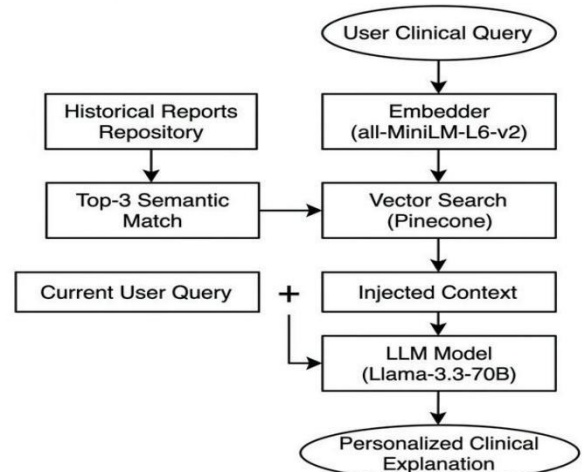 User Clinical Query
Historical Reports
Repository
Embedder
(all-MiniLM-L6-v2)
Top-3 Semantic
Match
Vector Search
(Pinecone)
Current User Query
+
Injected Context
LLM Model
(Llama-3.3-70B)
Personalized Clinical
Explanation